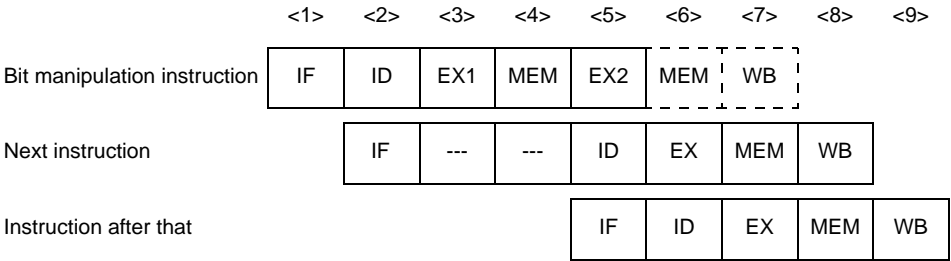 <1> <2> <3> <4> <5> <6> <7> <8> <9>
Bit manipulation instruction IF ID EX1 MEM EX2 MEM WB
Next instruction IF --- --- ID EX MEM WB
Instruction after that IF ID EX MEM WB